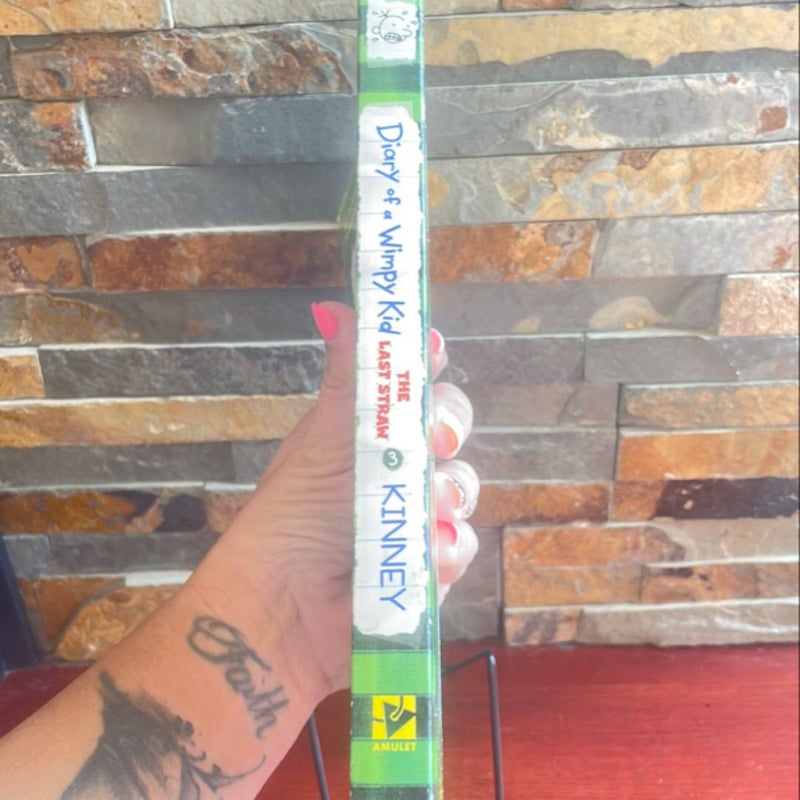 Diary of a Wimpy Kid
THE
LAST STRAW
3
KINNEY
AMULET
Faith